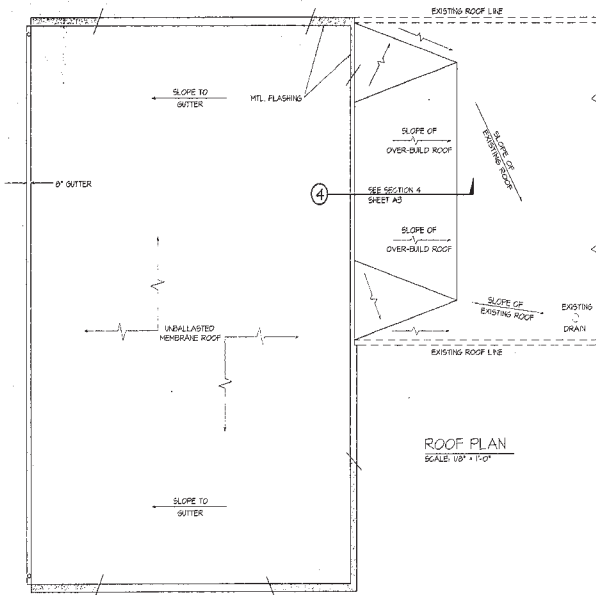 EXISTING ROOF LINE
SLOPE TO
GUTTER
MTL. FLASHING
SLOPE OF
OVER-BUILD ROOF
SLOPE OF
EXISTING ROOF
8" GUTTER
4
SEE SECTION 4
SHEET A3
SLOPE OF
OVER-BUILD ROOF
SLOPE OF
EXISTING ROOF
EXISTING
DRAIN
UNBALLASTED
MEMBRANE ROOF
EXISTING ROOF LINE
ROOF PLAN
SCALE: 1/8" = 1'-0"
SLOPE TO
GUTTER